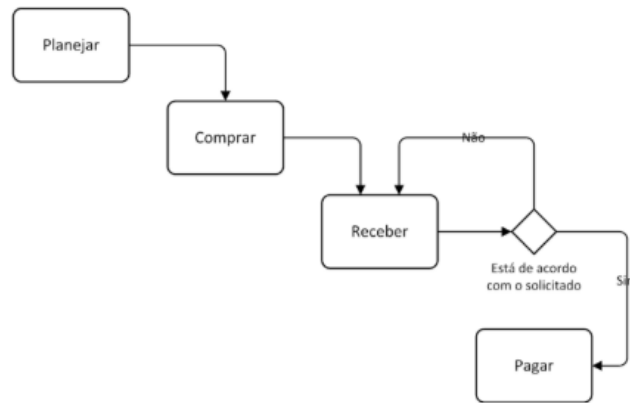 Planejar
Comprar
Não
Receber
Está de acordo
com o solicitado
Pagar